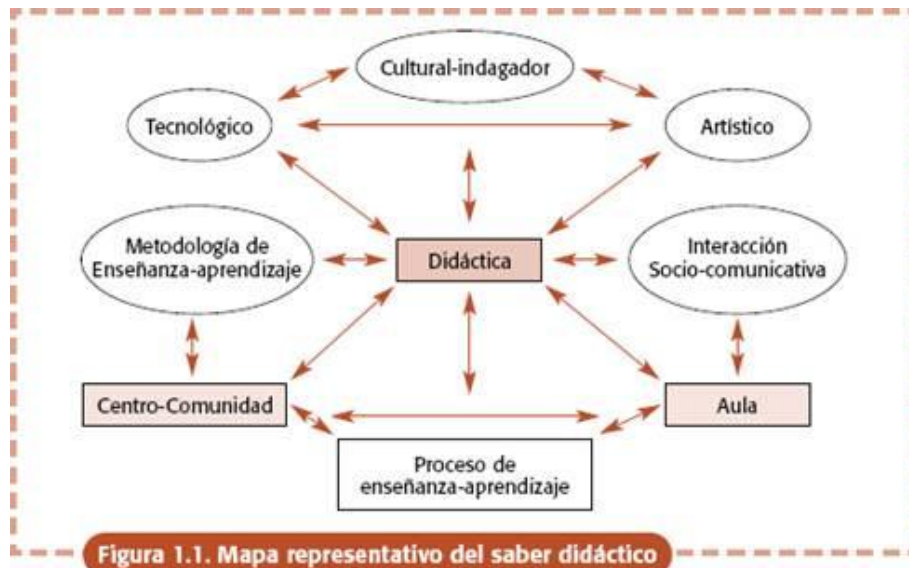 Cultural-indagador
Tecnológico
Artístico
Metodología de
Enseñanza-aprendizaje
Didáctica
Interacción
Socio-comunicativa
Centro-Comunidad
Aula
Proceso de
enseñanza-aprendizaje
Figura 1.1. Mapa representativo del saber didáctico